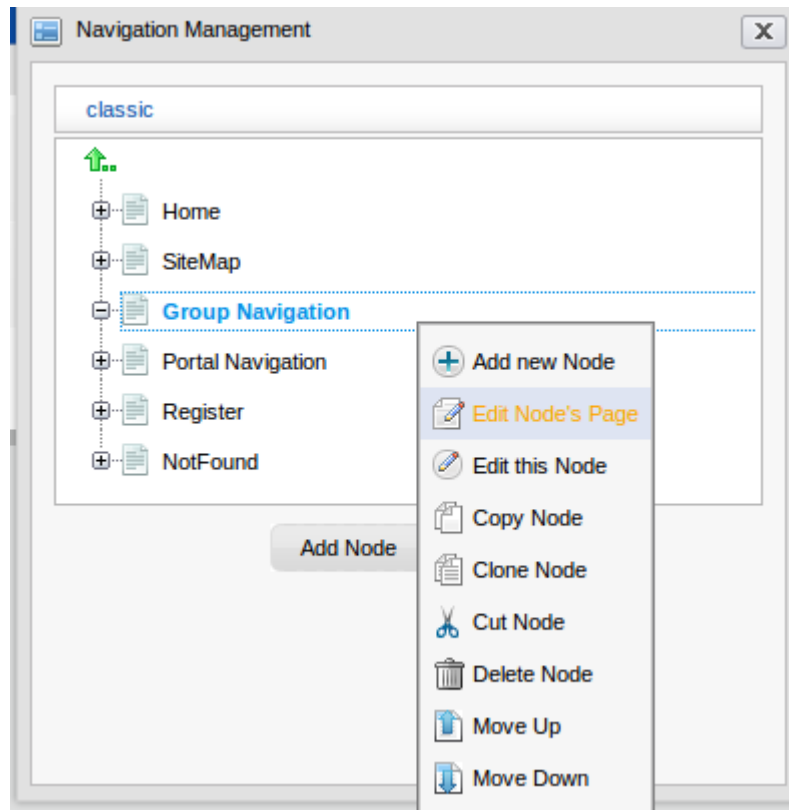 Navigation Management
classic
Home
SiteMap
Group Navigation
Portal Navigation
Register
NotFound
Add Node
Add new Node
Edit Node's Page
Edit this Node
Copy Node
Clone Node
Cut Node
Delete Node
Move Up
Move Down